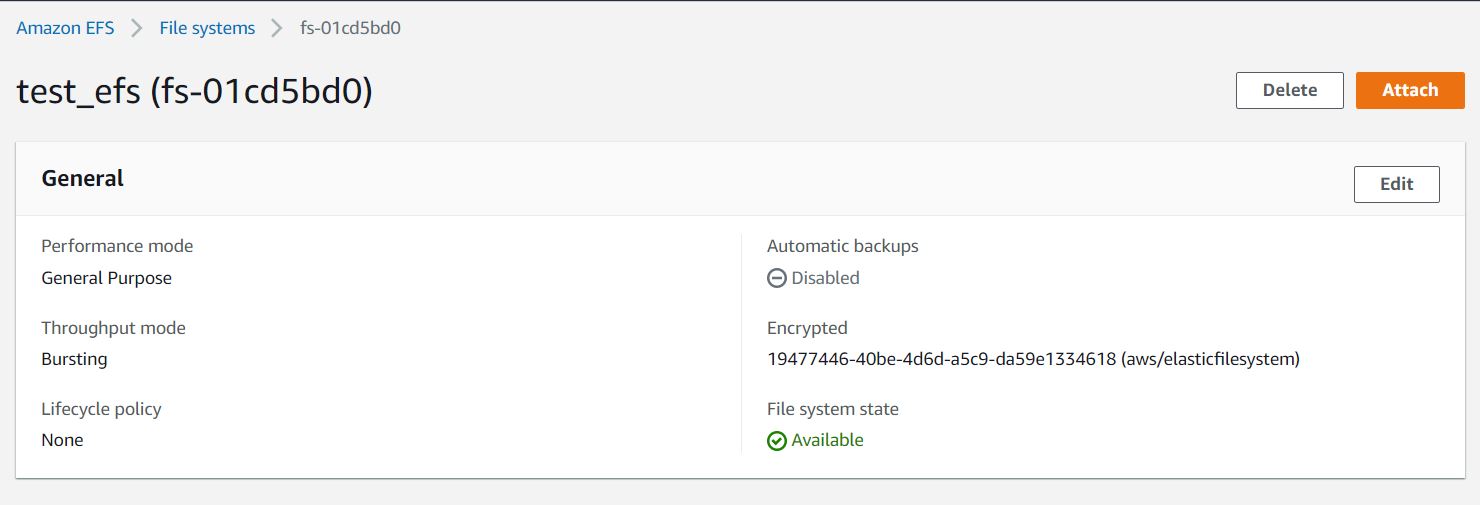 Amazon EFS > File systems > fs-01cd5bd0
test_efs (fs-01cd5bd0)
Delete
Attach
General
Edit
Performance mode
General Purpose
Throughput mode
Bursting
Lifecycle policy
None
Automatic backups
Disabled
Encrypted
19477446-40be-4d6d-a5c9-da59e1334618 (aws/elasticfilesystem)
File system state
Available